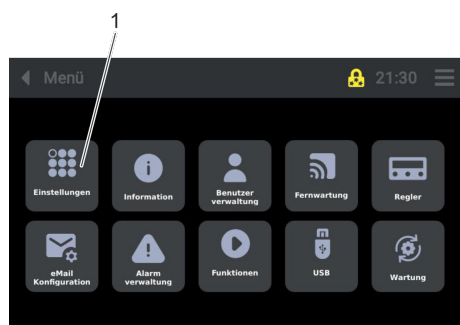 1
Menü
21:30
Einstellungen
Information
Benutzer
verwaltung
Fernwartung
Regler
eMail
Konfiguration
Alarm
verwaltung
Funktionen
USB
Wartung